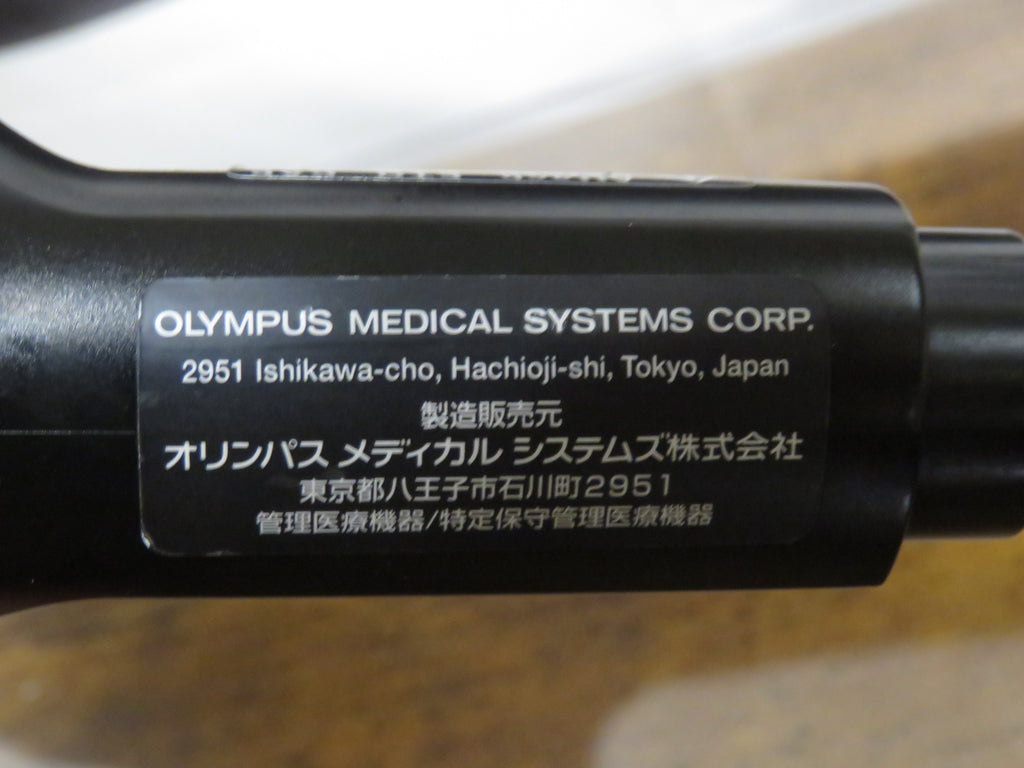 OLYMPUS MEDICAL SYSTEMS CORP.
2951 Ishikawa-cho, Hachioji-shi, Tokyo, Japan
製造販売元
オリンパス メディカル システムズ株式会社
東京都八王子市石川町2951
管理医療機器/特定保守管理医療機器